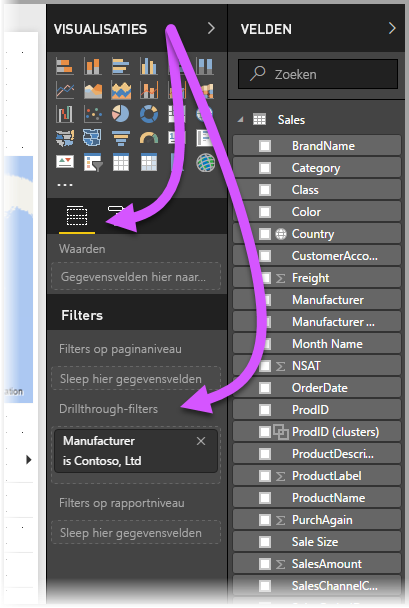 VISUALISATIES
Waarden
Gegevensvelden hier naar...
Filters
Filters op paginaniveau
Sleep hier gegevensvelden
Drillthrough-filters
Manufacturer
is Contoso, Ltd
Filters op rapportniveau
Sleep hier gegevensvelden
VELDEN
Zoeken
Sales
BrandName
Category
Class
Color
Country
CustomerAcco...
Freight
Manufacturer
Manufacturer ...
Month Name
NSAT
OrderDate
ProdID
ProdID (clusters)
ProductDescri...
ProductLabel
ProductName
PurchAgain
Sale Size
SalesAmount
SalesChannelC...